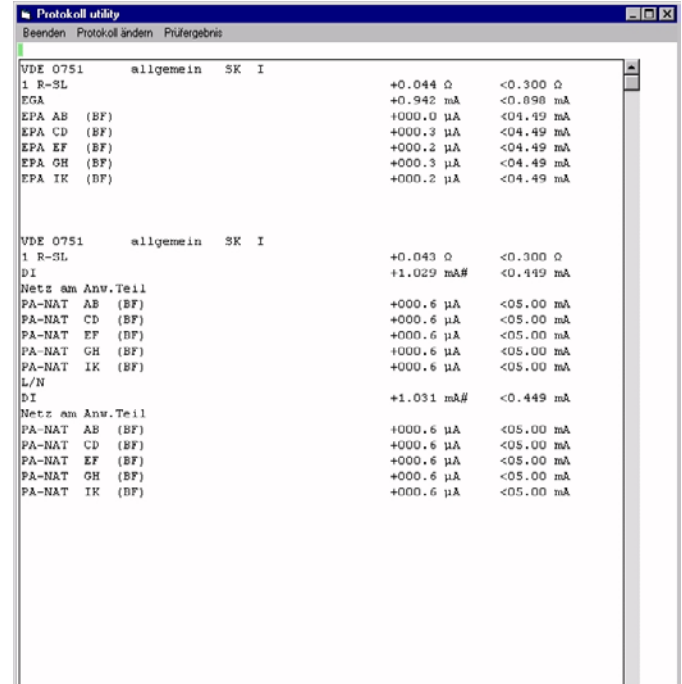 Protokoll utility
Beenden Protokoll ändern Prüfergebnis
VDE 0751 allgemein SK I
1 R-SL +0.044 Ω <0.300 Ω
EGA +0.942 mA <0.898 mA
EPA AB (BF) +000.0 µA <04.49 mA
EPA CD (BF) +000.3 µA <04.49 mA
EPA EF (BF) +000.2 µA <04.49 mA
EPA GH (BF) +000.3 µA <04.49 mA
EPA IK (BF) +000.2 µA <04.49 mA
VDE 0751 allgemein SK I
1 R-SL +0.043 Ω <0.300 Ω
DI +1.029 mA# <0.449 mA
Netz am Anw.Teil
PA-NAT AB (BF) +000.6 µA <05.00 mA
PA-NAT CD (BF) +000.6 µA <05.00 mA
PA-NAT EF (BF) +000.6 µA <05.00 mA
PA-NAT GH (BF) +000.6 µA <05.00 mA
PA-NAT IK (BF) +000.6 µA <05.00 mA
L/N
DI +1.031 mA# <0.449 mA
Netz am Anw.Teil
PA-NAT AB (BF) +000.6 µA <05.00 mA
PA-NAT CD (BF) +000.6 µA <05.00 mA
PA-NAT EF (BF) +000.6 µA <05.00 mA
PA-NAT GH (BF) +000.6 µA <05.00 mA
PA-NAT IK (BF) +000.6 µA <05.00 mA